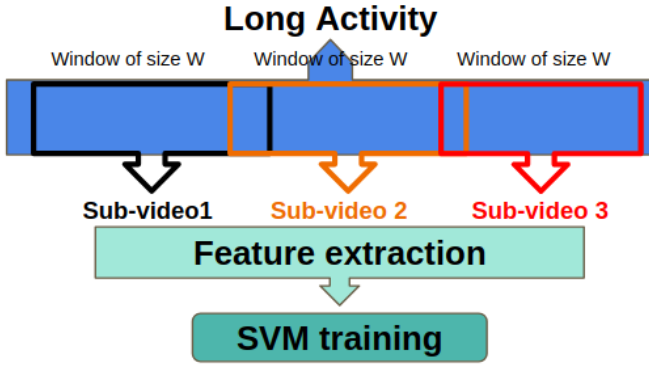 Long Activity
Window of size W Window of size W Window of size W
Sub-video1 Sub-video 2 Sub-video 3
Feature extraction
SVM training